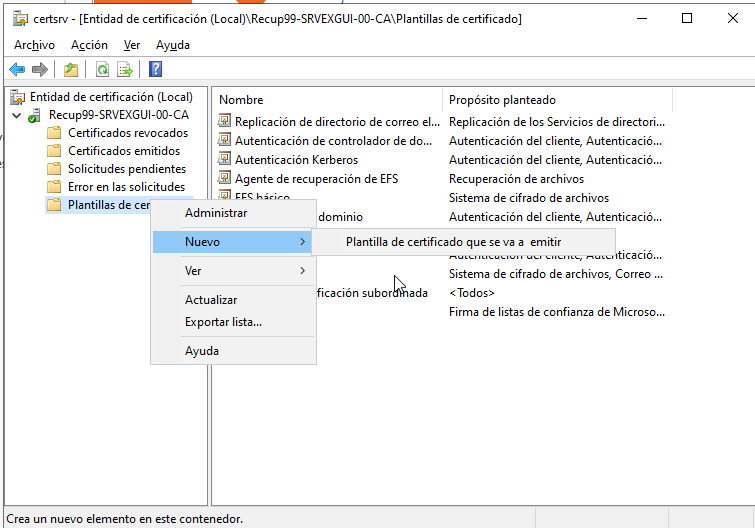 certsrv - [Entidad de certificación (Local)\Recup99-SRVEXGUI-00-CA\Plantillas de certificado]
Archivo Acción Ver Ayuda
Entidad de certificación (Local)
Recup99-SRVEXGUI-00-CA
Certificados revocados
Certificados emitidos
Solicitudes pendientes
Error en las solicitudes
Plantillas de cer
Nombre Propósito planteado
Replicación de directorio de correo el... Replicación de los Servicios de directori...
Autenticación de controlador de do... Autenticación del cliente, Autenticació...
Autenticación Kerberos Autenticación del cliente, Autenticació...
Agente de recuperación de EFS Recuperación de archivos
EFS básico Sistema de cifrado de archivos
dominio Autenticación del cliente, Autenticació...
Autenticación del cliente, Autenticació...
Sistema de cifrado de archivos, Correo ...
ficación subordinada <Todos>
Firma de listas de confianza de Microso...
Administrar
Nuevo
Plantilla de certificado que se va a emitir
Ver
Actualizar
Exportar lista...
Ayuda
Crea un nuevo elemento en este contenedor.